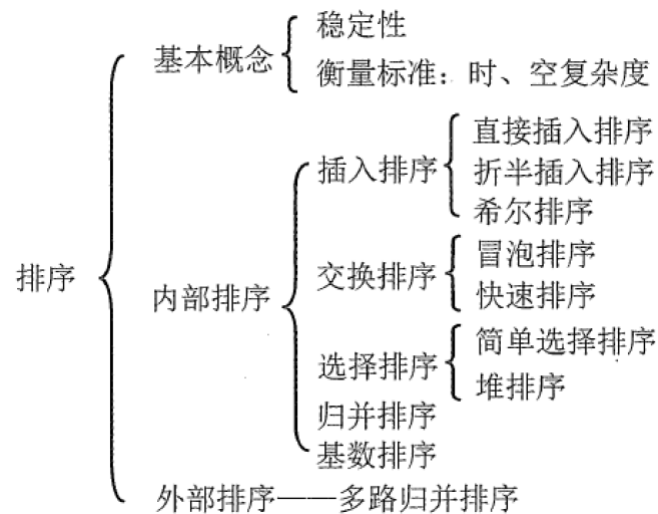 排序
基本概念
稳定性
衡量标准：时、空复杂度
内部排序
插入排序
直接插入排序
折半插入排序
希尔排序
交换排序
冒泡排序
快速排序
选择排序
简单选择排序
堆排序
归并排序
基数排序
外部排序——多路归并排序